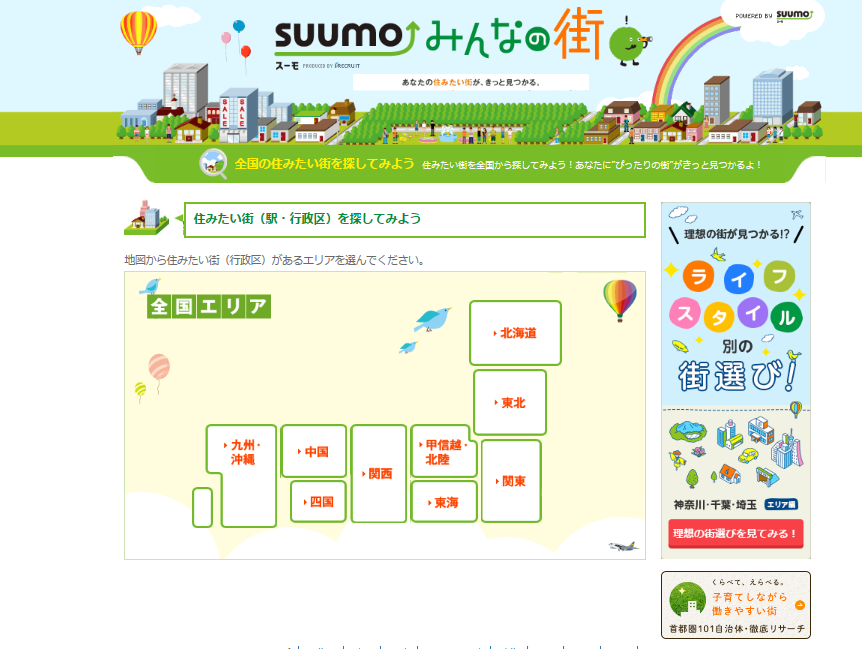 SUUMO みんなの街
POWERED BY SUUMO
スーモ PRODUCED BY RECRUIT
あなたの住みたい街が、きっと見つかる。
SALE
SALE
全国の住みたい街を探してみよう 住みたい街を全国から探してみよう！あなたに"ぴったりの街"がきっと見つかるよ！
住みたい街（駅・行政区）を探してみよう
地図から住みたい街（行政区）があるエリアを選んでください。
全国エリア
北海道
東北
九州・
沖縄
中国
関西
甲信越・
北陸
関東
四国
東海
理想の街が見つかる!?
ライフ
スタイル
別の
街選び!
神奈川・千葉・埼玉 エリア編
理想の街選びを見てみる！
くらべて、えらべる。
子育てしながら
働きやすい街
首都圏101自治体・徹底リサーチ